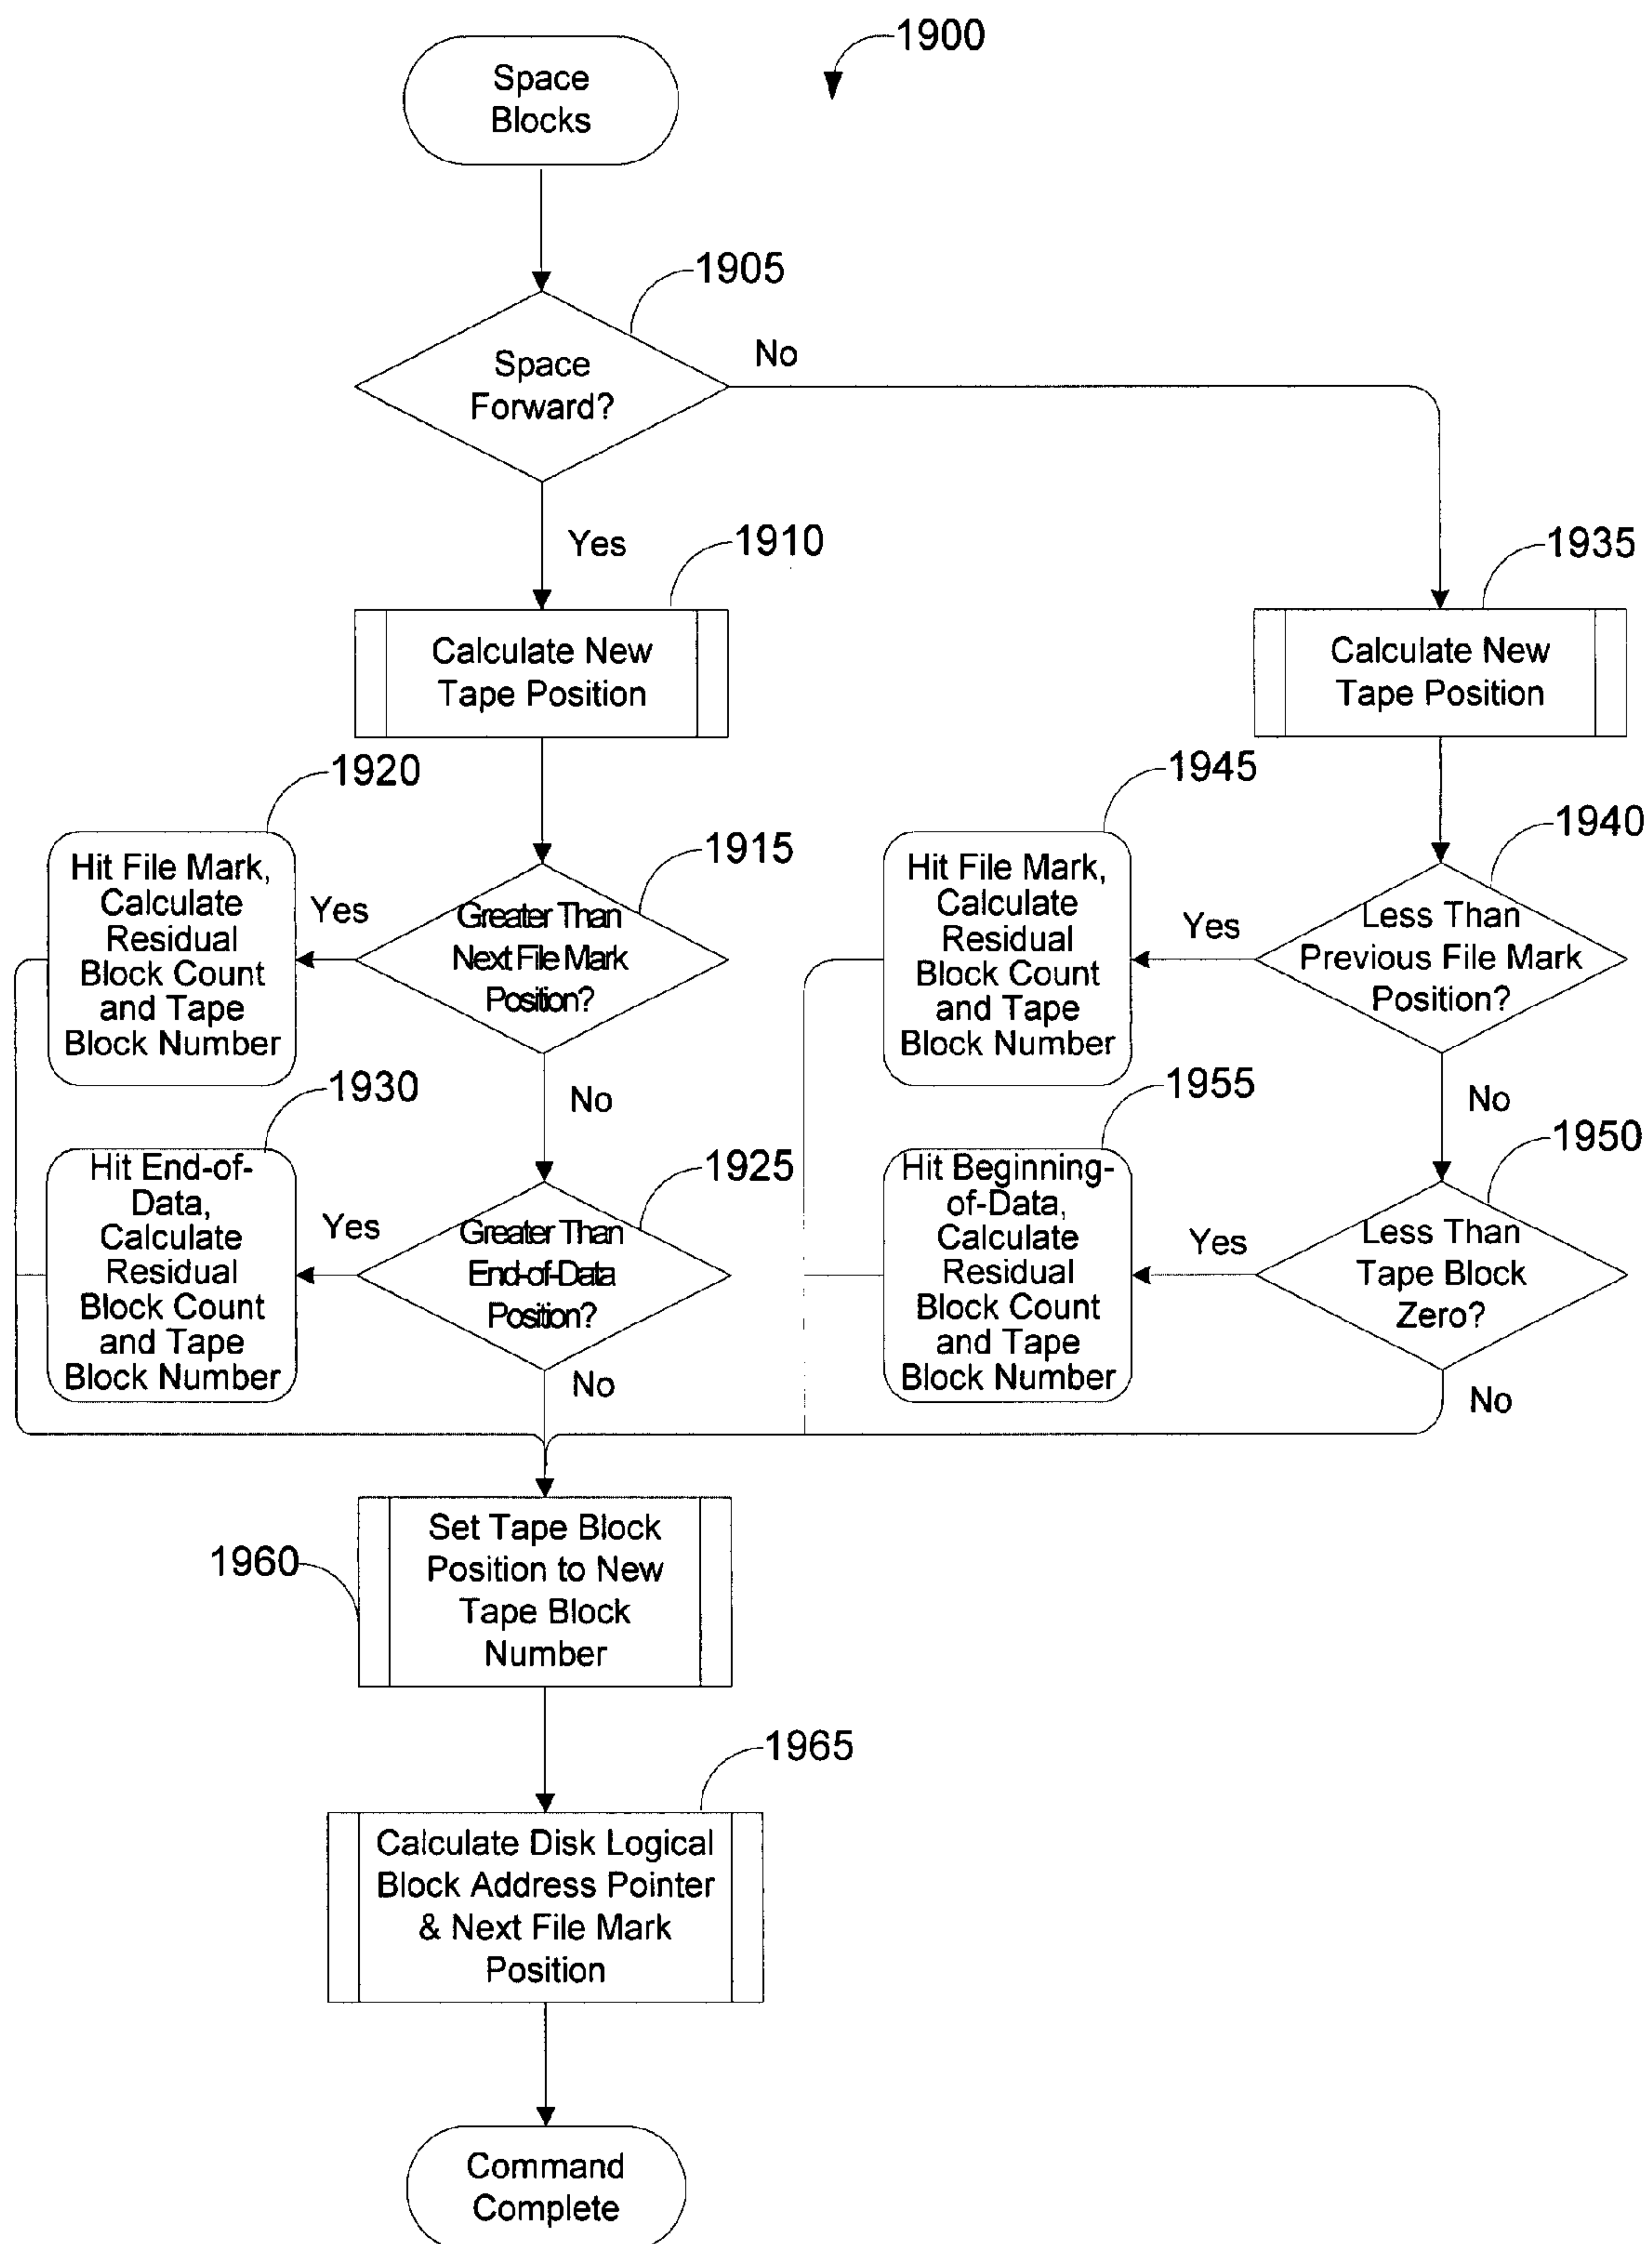 1900
Space
Blocks
1905
Space
Forward?
No
Yes
1910
Calculate New
Tape Position
1935
Calculate New
Tape Position
1920
Hit File Mark,
Calculate
Residual
Block Count
and Tape
Block Number
Yes
1915
Greater Than
Next File Mark
Position?
No
1945
Hit File Mark,
Calculate
Residual
Block Count
and Tape
Block Number
Yes
1940
Less Than
Previous File Mark
Position?
No
1930
Hit End-of-
Data,
Calculate
Residual
Block Count
and Tape
Block Number
Yes
1925
Greater Than
End-of-Data
Position?
No
1955
Hit Beginning-
of-Data,
Calculate
Residual
Block Count
and Tape
Block Number
Yes
1950
Less Than
Tape Block
Zero?
No
1960
Set Tape Block
Position to New
Tape Block
Number
1965
Calculate Disk Logical
Block Address Pointer
& Next File Mark
Position
Command
Complete